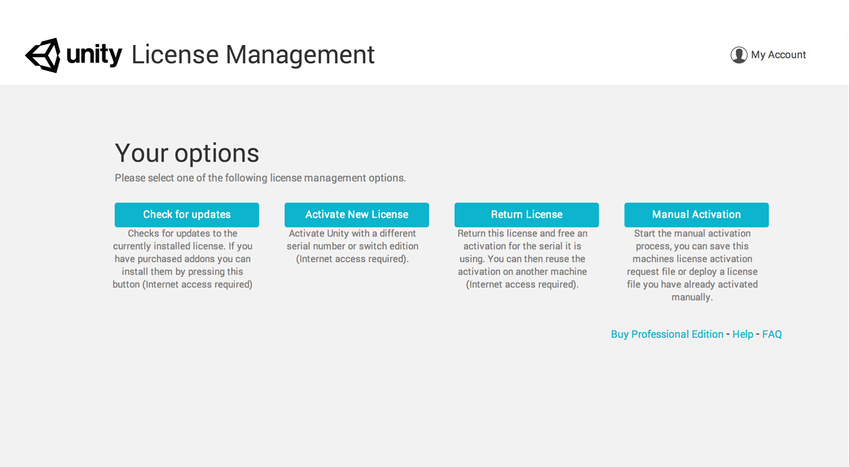 unity License Management
My Account
Your options
Please select one of the following license management options.
Check for updates
Checks for updates to the
currently installed license. If you
have purchased addons you can
install them by pressing this
button (Internet access required)
Activate New License
Activate Unity with a different
serial number or switch edition
(Internet access required).
Return License
Return this license and free an
activation for the serial it is
using. You can then reuse the
activation on another machine
(Internet access required).
Manual Activation
Start the manual activation
process, you can save this
machines license activation
request file or deploy a license
file you have already activated
manually.
Buy Professional Edition - Help - FAQ